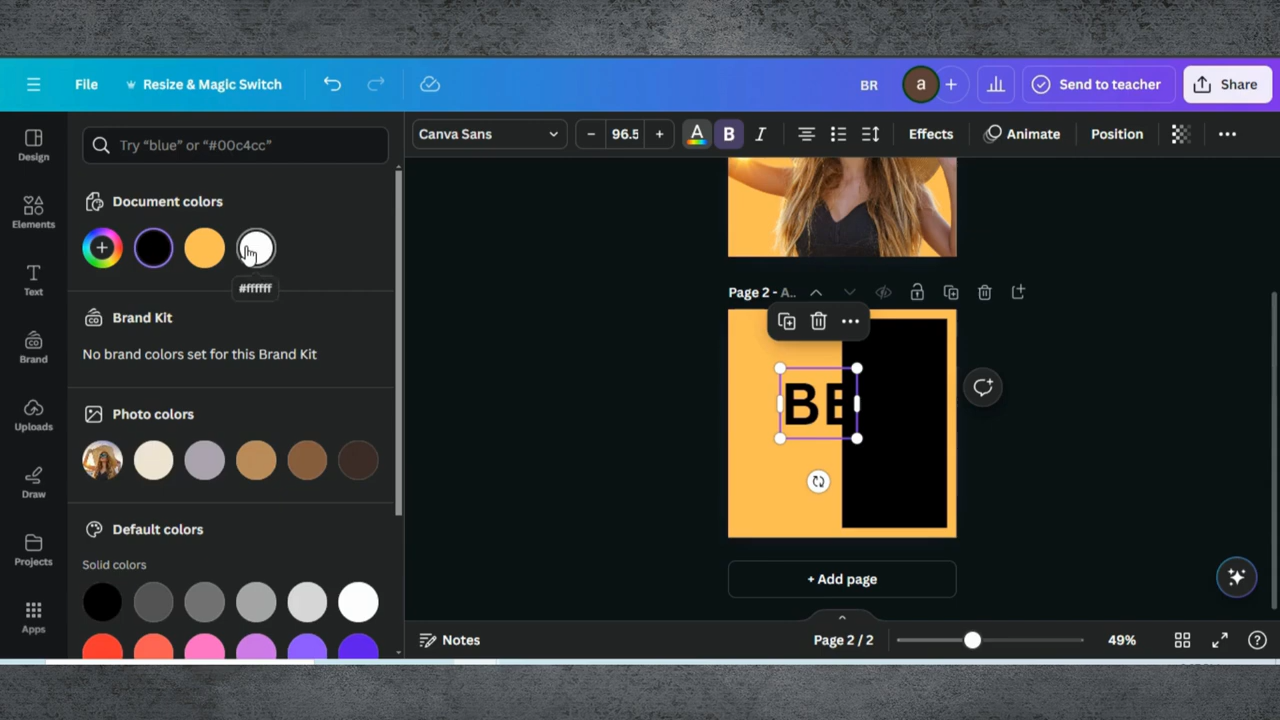 File
Resize & Magic Switch
BR
a
Send to teacher
Share
Design
Elements
Text
Brand
Uploads
Draw
Projects
Apps
Try “blue” or “#00c4cc”
Document colors
#ffffff
Brand Kit
No brand colors set for this Brand Kit
Photo colors
Default colors
Solid colors
Canva Sans
96.5
A
B
I
Effects
Animate
Position
Page 2 - A..
BE
+ Add page
Notes
Page 2 / 2
49%